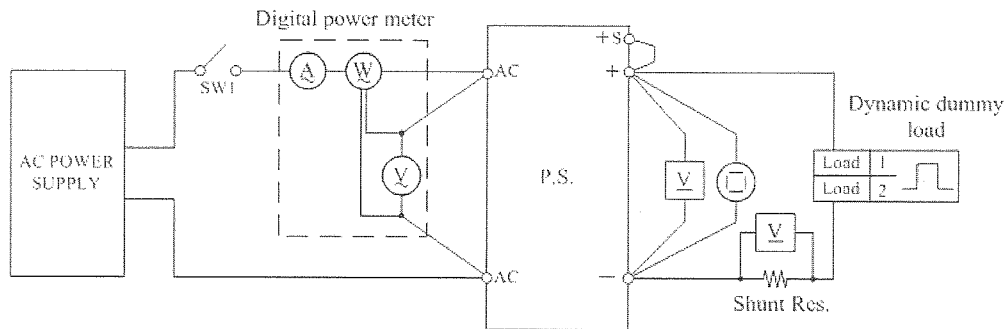 Digital power meter
+S
+
A
W
AC
SW1
Dynamic dummy
load
AC POWER
SUPPLY
V
P.S.
V
Load 1
Load 2
V
AC
−
Shunt Res.